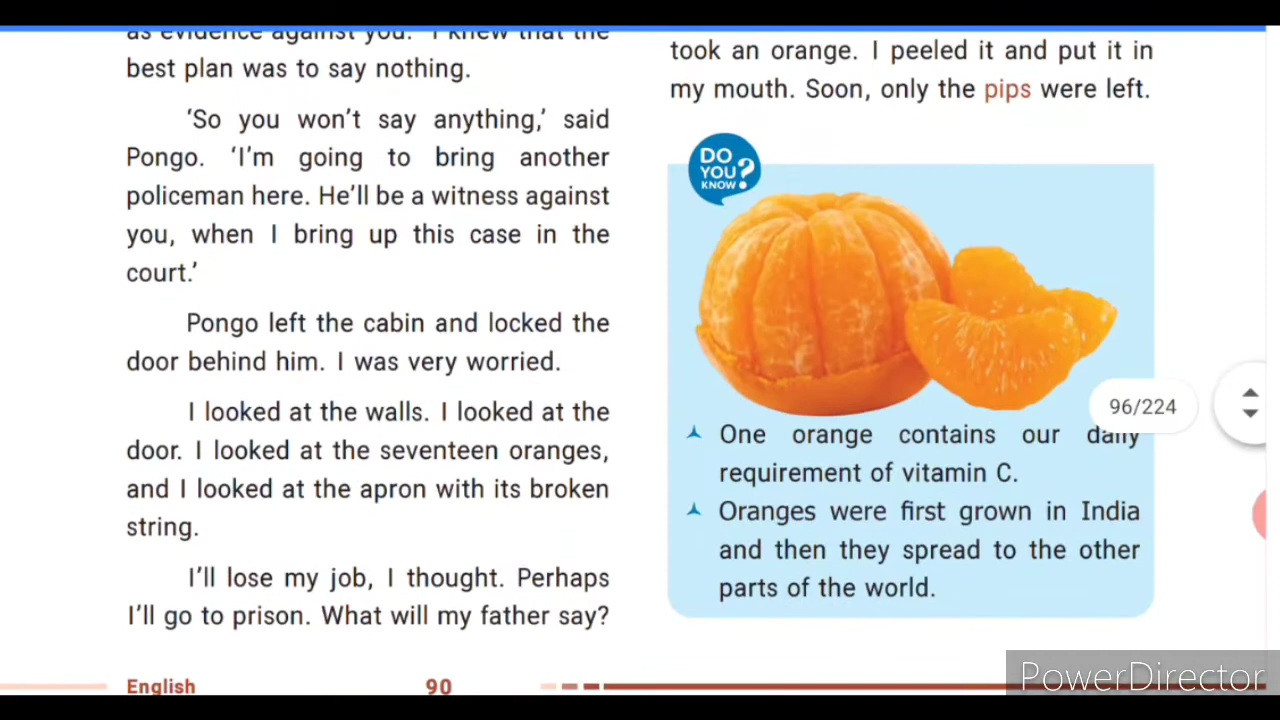 as evidence against you.' I knew that the
best plan was to say nothing.
‘So you won’t say anything,’ said
Pongo. ‘I’m going to bring another
policeman here. He’ll be a witness against
you, when I bring up this case in the
court.’
Pongo left the cabin and locked the
door behind him. I was very worried.
I looked at the walls. I looked at the
door. I looked at the seventeen oranges,
and I looked at the apron with its broken
string.
I’ll lose my job, I thought. Perhaps
I’ll go to prison. What will my father say?
took an orange. I peeled it and put it in
my mouth. Soon, only the pips were left.
DO
YOU
KNOW ?
One orange contains our daily
requirement of vitamin C.
Oranges were first grown in India
and then they spread to the other
parts of the world.
96/224
English 90
PowerDirector